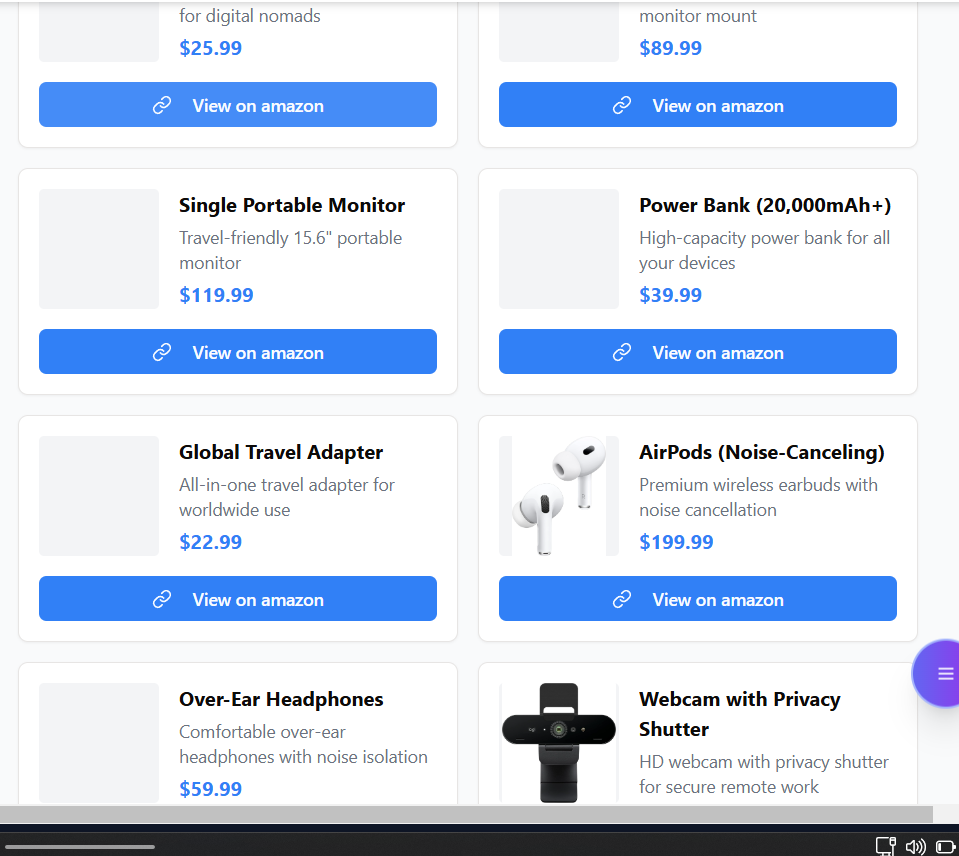 for digital nomads
$25.99
View on amazon
monitor mount
$89.99
View on amazon
Single Portable Monitor
Travel-friendly 15.6" portable
monitor
$119.99
View on amazon
Power Bank (20,000mAh+)
High-capacity power bank for all
your devices
$39.99
View on amazon
Global Travel Adapter
All-in-one travel adapter for
worldwide use
$22.99
View on amazon
AirPods (Noise-Canceling)
Premium wireless earbuds with
noise cancellation
$199.99
View on amazon
Over-Ear Headphones
Comfortable over-ear
headphones with noise isolation
$59.99
Webcam with Privacy
Shutter
HD webcam with privacy shutter
for secure remote work